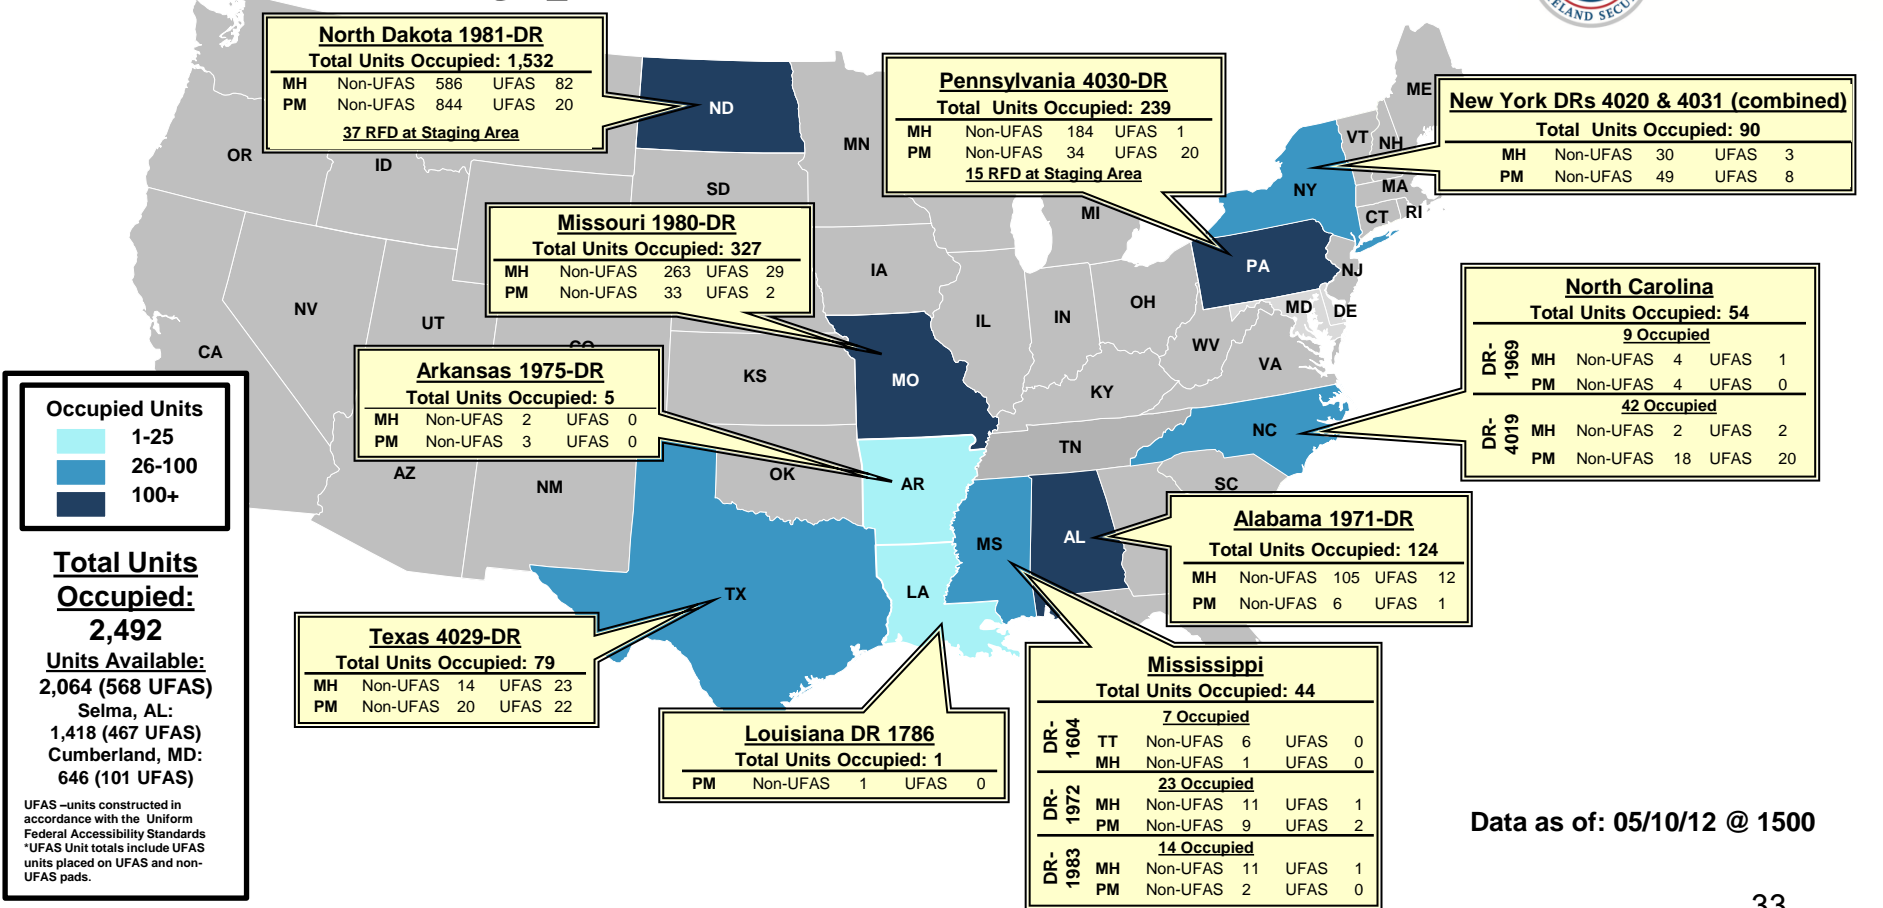 ELAND SECU
North Dakota 1981-DR
Total Units Occupied: 1,532
MH Non-UFAS 586 UFAS 82
PM Non-UFAS 844 UFAS 20
37 RFD at Staging Area
Pennsylvania 4030-DR
Total Units Occupied: 239
MH Non-UFAS 184 UFAS 1
PM Non-UFAS 34 UFAS 20
15 RFD at Staging Area
New York DRs 4020 & 4031 (combined)
Total Units Occupied: 90
MH Non-UFAS 30 UFAS 3
PM Non-UFAS 49 UFAS 8
Missouri 1980-DR
Total Units Occupied: 327
MH Non-UFAS 263 UFAS 29
PM Non-UFAS 33 UFAS 2
North Carolina
Total Units Occupied: 54
DR-1969
9 Occupied
MH Non-UFAS 4 UFAS 1
PM Non-UFAS 4 UFAS 0
DR-4019
42 Occupied
MH Non-UFAS 2 UFAS 2
PM Non-UFAS 18 UFAS 20
Arkansas 1975-DR
Total Units Occupied: 5
MH Non-UFAS 2 UFAS 0
PM Non-UFAS 3 UFAS 0
Alabama 1971-DR
Total Units Occupied: 124
MH Non-UFAS 105 UFAS 12
PM Non-UFAS 6 UFAS 1
Texas 4029-DR
Total Units Occupied: 79
MH Non-UFAS 14 UFAS 23
PM Non-UFAS 20 UFAS 22
Louisiana DR 1786
Total Units Occupied: 1
PM Non-UFAS 1 UFAS 0
Mississippi
Total Units Occupied: 44
DR-1604
7 Occupied
TT Non-UFAS 6 UFAS 0
MH Non-UFAS 1 UFAS 0
DR-1972
23 Occupied
MH Non-UFAS 11 UFAS 1
PM Non-UFAS 9 UFAS 2
DR-1983
14 Occupied
MH Non-UFAS 11 UFAS 1
PM Non-UFAS 2 UFAS 0
ND
MN
ME
VT
NH
OR
ID
SD
NY
MA
CT
RI
MI
IA
PA
NJ
NV
UT
IL
IN
OH
MD
DE
CA
KS
MO
WV
VA
KY
NC
TN
AZ
NM
OK
AR
SC
MS
AL
TX
LA
Occupied Units
1-25
26-100
100+
Total Units
Occupied:
2,492
Units Available:
2,064 (568 UFAS)
Selma, AL:
1,418 (467 UFAS)
Cumberland, MD:
646 (101 UFAS)
UFAS –units constructed in
accordance with the Uniform
Federal Accessibility Standards
*UFAS Unit totals include UFAS
units placed on UFAS and non-
UFAS pads.
Data as of: 05/10/12 @ 1500
33